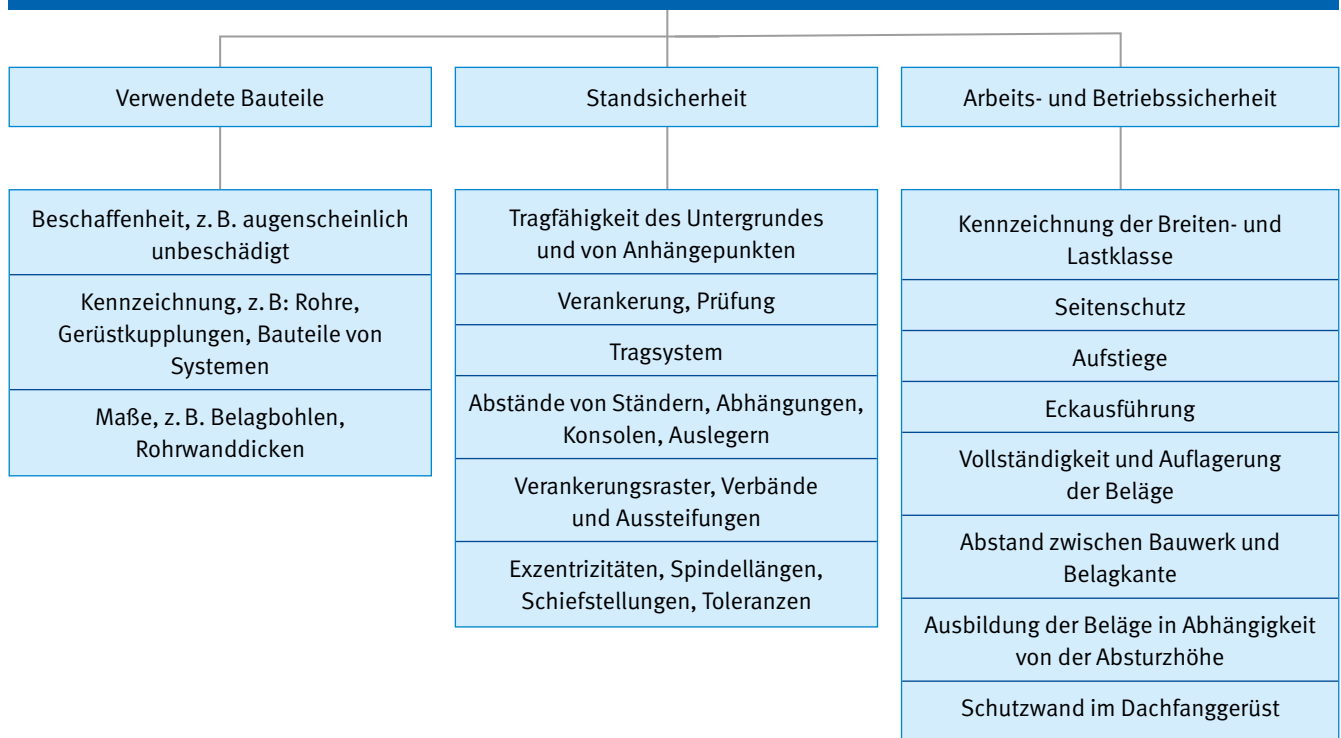 Verwendete Bauteile
Beschaffenheit, z. B. augenscheinlich
unbeschädigt
Kennzeichnung, z. B: Rohre,
Gerüstkupplungen, Bauteile von
Systemen
Maße, z. B. Belagbohlen,
Rohrwanddicken
Standsicherheit
Tragfähigkeit des Untergrundes
und von Anhängepunkten
Verankerung, Prüfung
Tragsystem
Abstände von Ständern, Abhängungen,
Konsolen, Auslegern
Verankerungsraster, Verbände
und Aussteifungen
Exzentrizitäten, Spindellängen,
Schiefstellungen, Toleranzen
Arbeits- und Betriebssicherheit
Kennzeichnung der Breiten- und
Lastklasse
Seitenschutz
Aufstiege
Eckausführung
Vollständigkeit und Auflagerung
der Beläge
Abstand zwischen Bauwerk und
Belagkante
Ausbildung der Beläge in Abhängigkeit
von der Absturzhöhe
Schutzwand im Dachfanggerüst